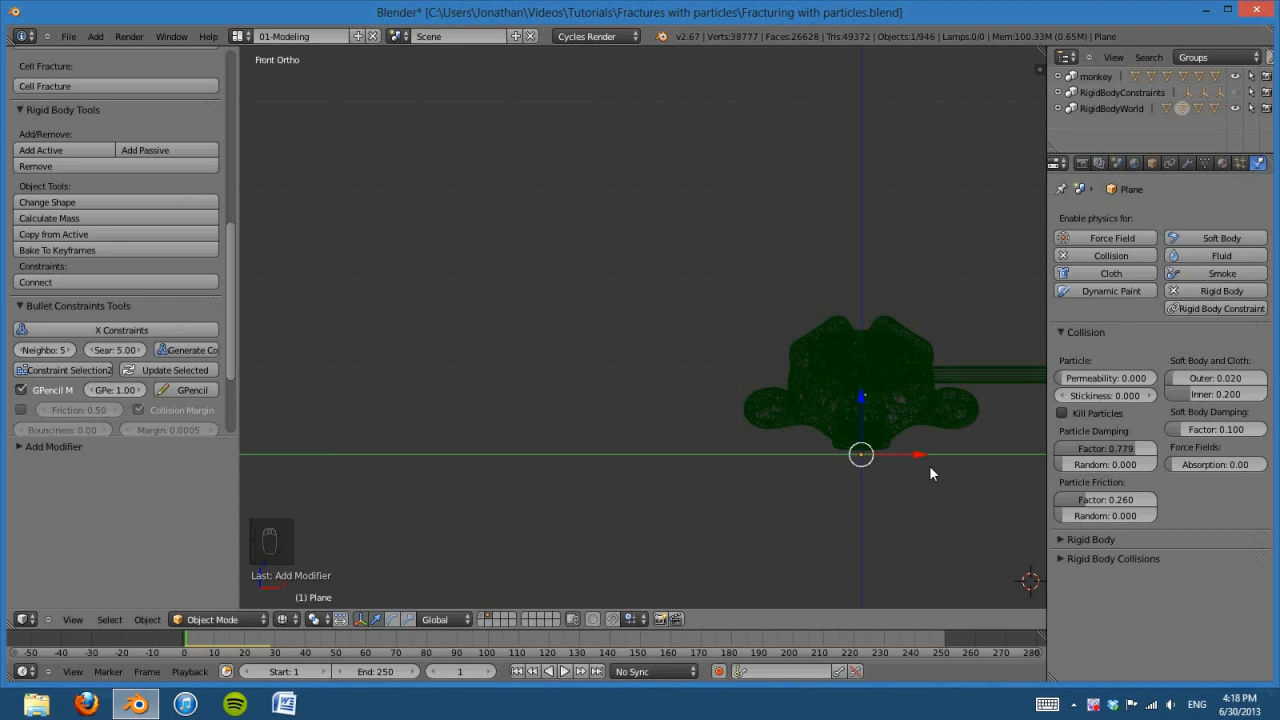 Blender* [C:\Users\Jonathan\Videos\Tutorials\Fractures with particles\Fracturing with particles.blend]
File Add Render Window Help 01-Modeling Scene Cycles Render v2.67 | Verts:38777 | Faces:26628 | Tris:49372 | Objects:1/946 | Lamps:0/0 | Mem:100.33M (0.65M) | Plane
Cell Fracture:
Cell Fracture
Rigid Body Tools
Add/Remove:
Add Active Add Passive
Remove
Object Tools:
Change Shape
Calculate Mass
Copy from Active
Bake To Keyframes
Constraints:
Connect
Bullet Constraints Tools
X Constraints
Neighbo: 5 Sear: 5.00 Generate Co
Constraint Selection2 Update Selected
GPencil M GPe: 1.00 GPencil
Friction: 0.50 Collision Margin
Bounciness: 0.00 Margin: 0.0005
Add Modifier
Front Ortho
Last: Add Modifier
(1) Plane
View Select Object Object Mode Global
View Search Groups
monkey
RigidBodyConstraints
RigidBodyWorld
Plane
Enable physics for:
Force Field Soft Body
Collision Fluid
Cloth Smoke
Dynamic Paint Rigid Body
Rigid Body Constraint
Collision
Particle: Soft Body and Cloth:
Permeability: 0.000 Outer: 0.020
Stickiness: 0.000 Inner: 0.200
Kill Particles Soft Body Damping:
Particle Damping: Factor: 0.100
Factor: 0.779 Force Fields:
Random: 0.000 Absorption: 0.00
Particle Friction:
Factor: 0.260
Random: 0.000
Rigid Body
Rigid Body Collisions
-50 -40 -30 -20 -10 0 10 20 30 40 50 60 70 80 90 100 110 120 130 140 150 160 170 180 190 200 210 220 230 240 250 260 270 280
View Marker Frame Playback Start: 1 End: 250 1 No Sync
ENG 4:18 PM
6/30/2013